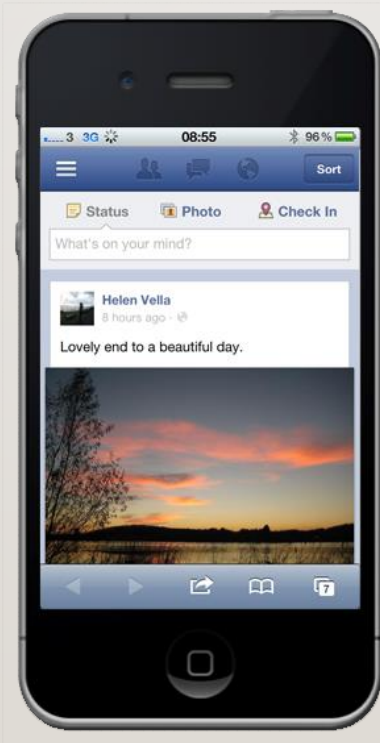 3 3G 08:55 96%
Sort
Status Photo Check In
What's on your mind?
Helen Vella
8 hours ago ·
Lovely end to a beautiful day.
7